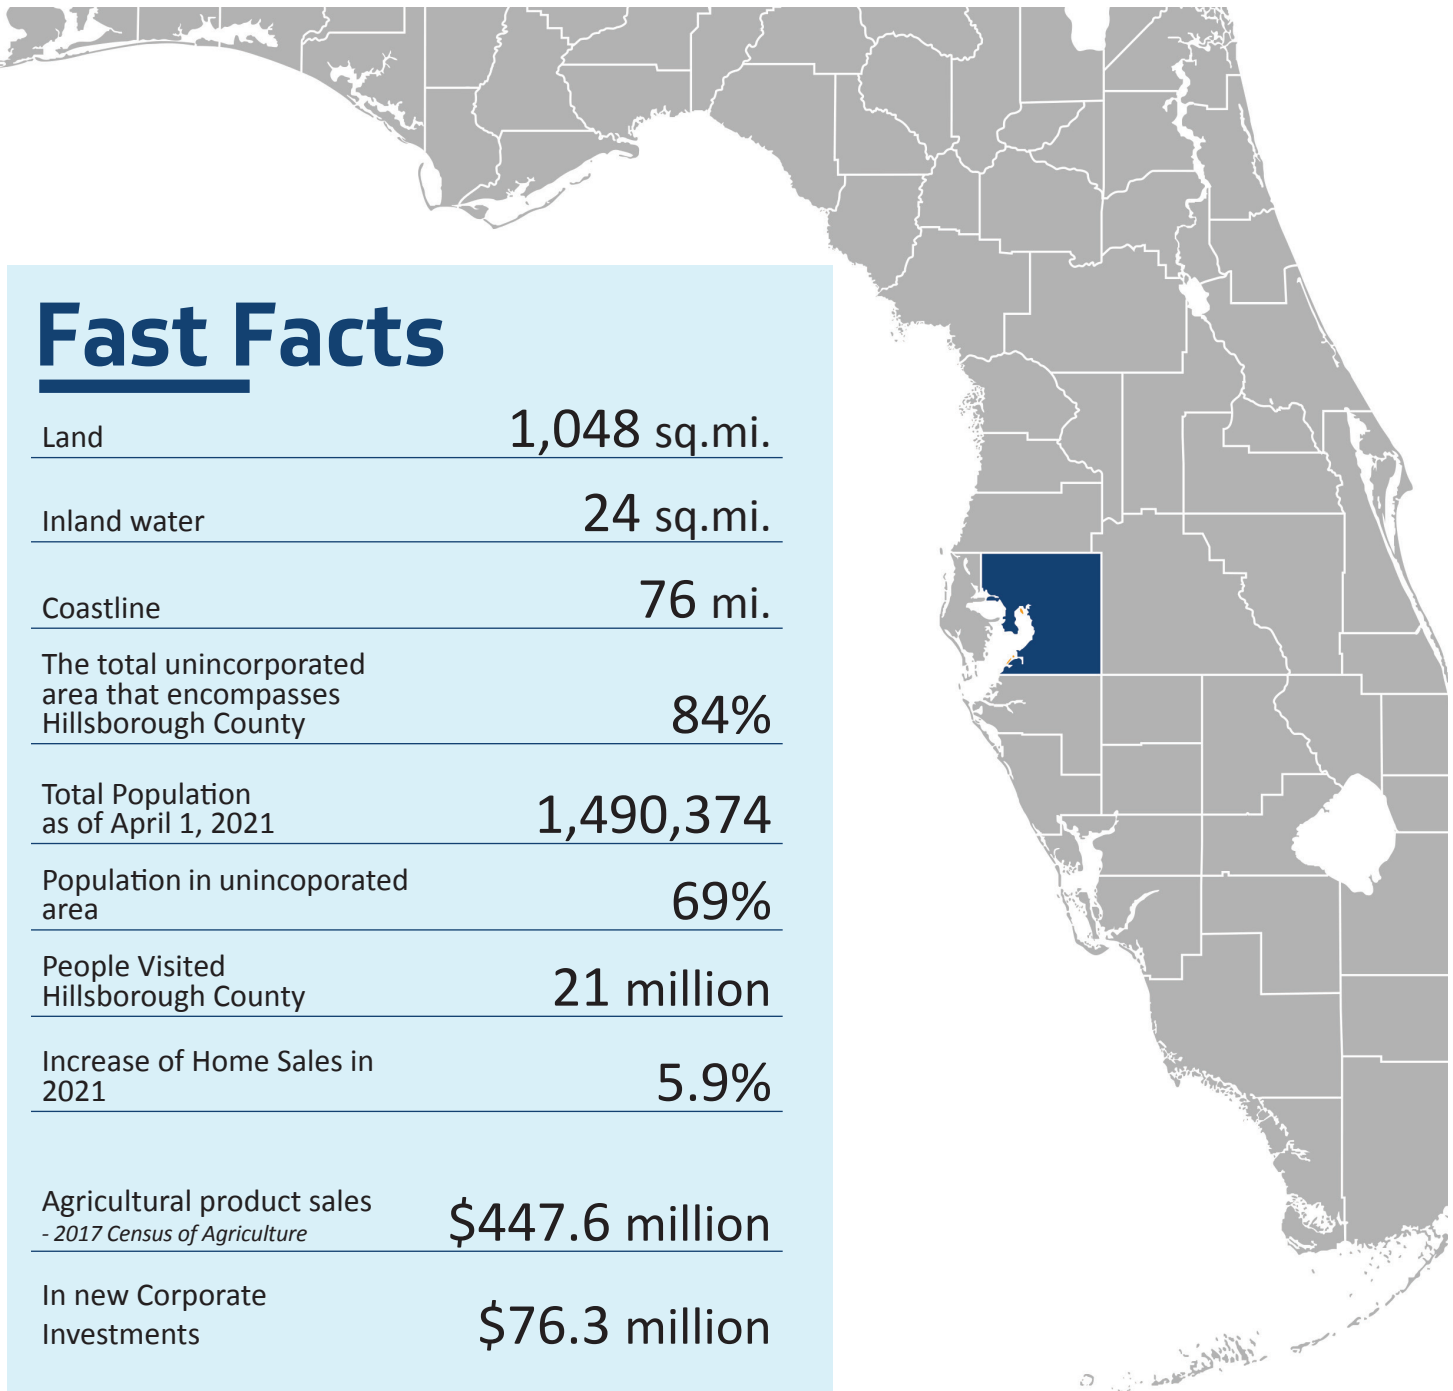 Fast Facts
Land 1,048 sq.mi.
Inland water 24 sq.mi.
Coastline 76 mi.
The total unincorporated
area that encompasses
Hillsborough County 84%
Total Population
as of April 1, 2021 1,490,374
Population in unincoporated
area 69%
People Visited
Hillsborough County 21 million
Increase of Home Sales in
2021 5.9%
Agricultural product sales
- 2017 Census of Agriculture $447.6 million
In new Corporate
Investments $76.3 million